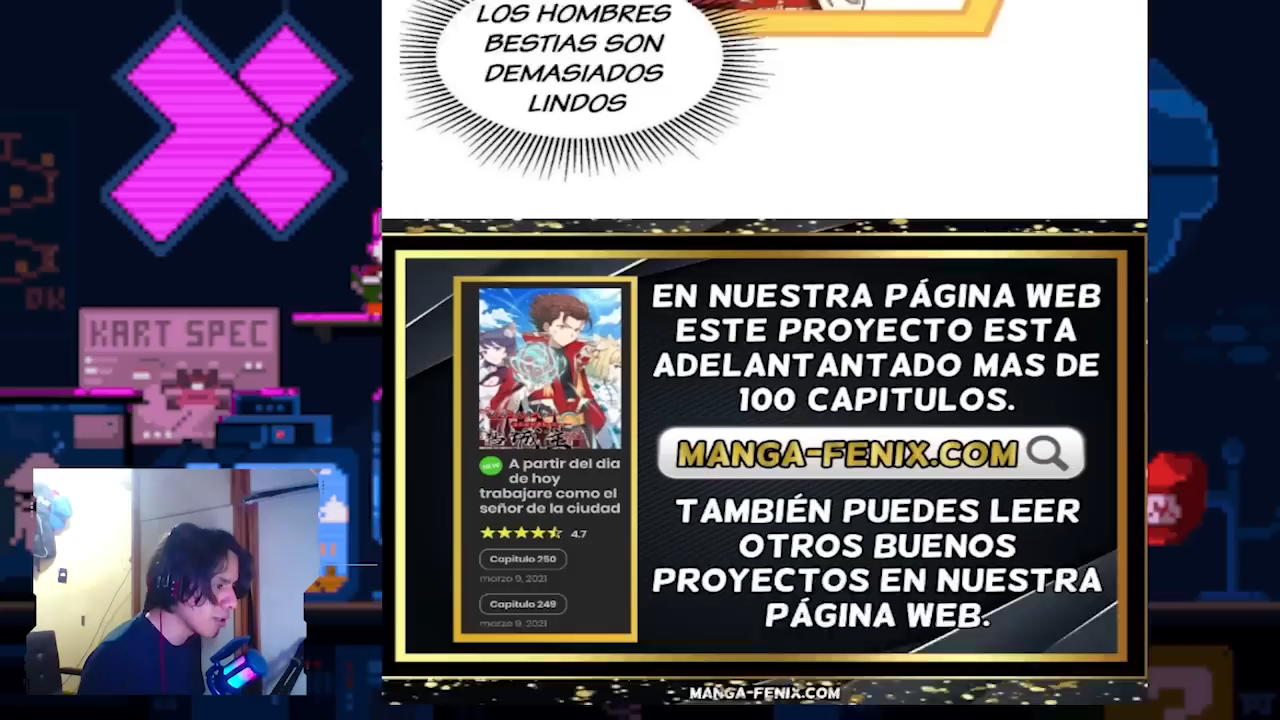 LOS HOMBRES
BESTIAS SON
DEMASIADOS
LINDOS
KART SPEC
EN NUESTRA PÁGINA WEB
ESTE PROYECTO ESTA
ADELANTANTADO MAS DE
100 CAPITULOS.
MANGA-FENIX.COM
TAMBIÉN PUEDES LEER
OTROS BUENOS
PROYECTOS EN NUESTRA
PÁGINA WEB.
NEW A partir del dia
de hoy
trabajare como el
señor de la ciudad
4.7
Capitulo 250
marzo 9, 2021
Capitulo 249
marzo 9, 2021
MANGA-FENIX.COM